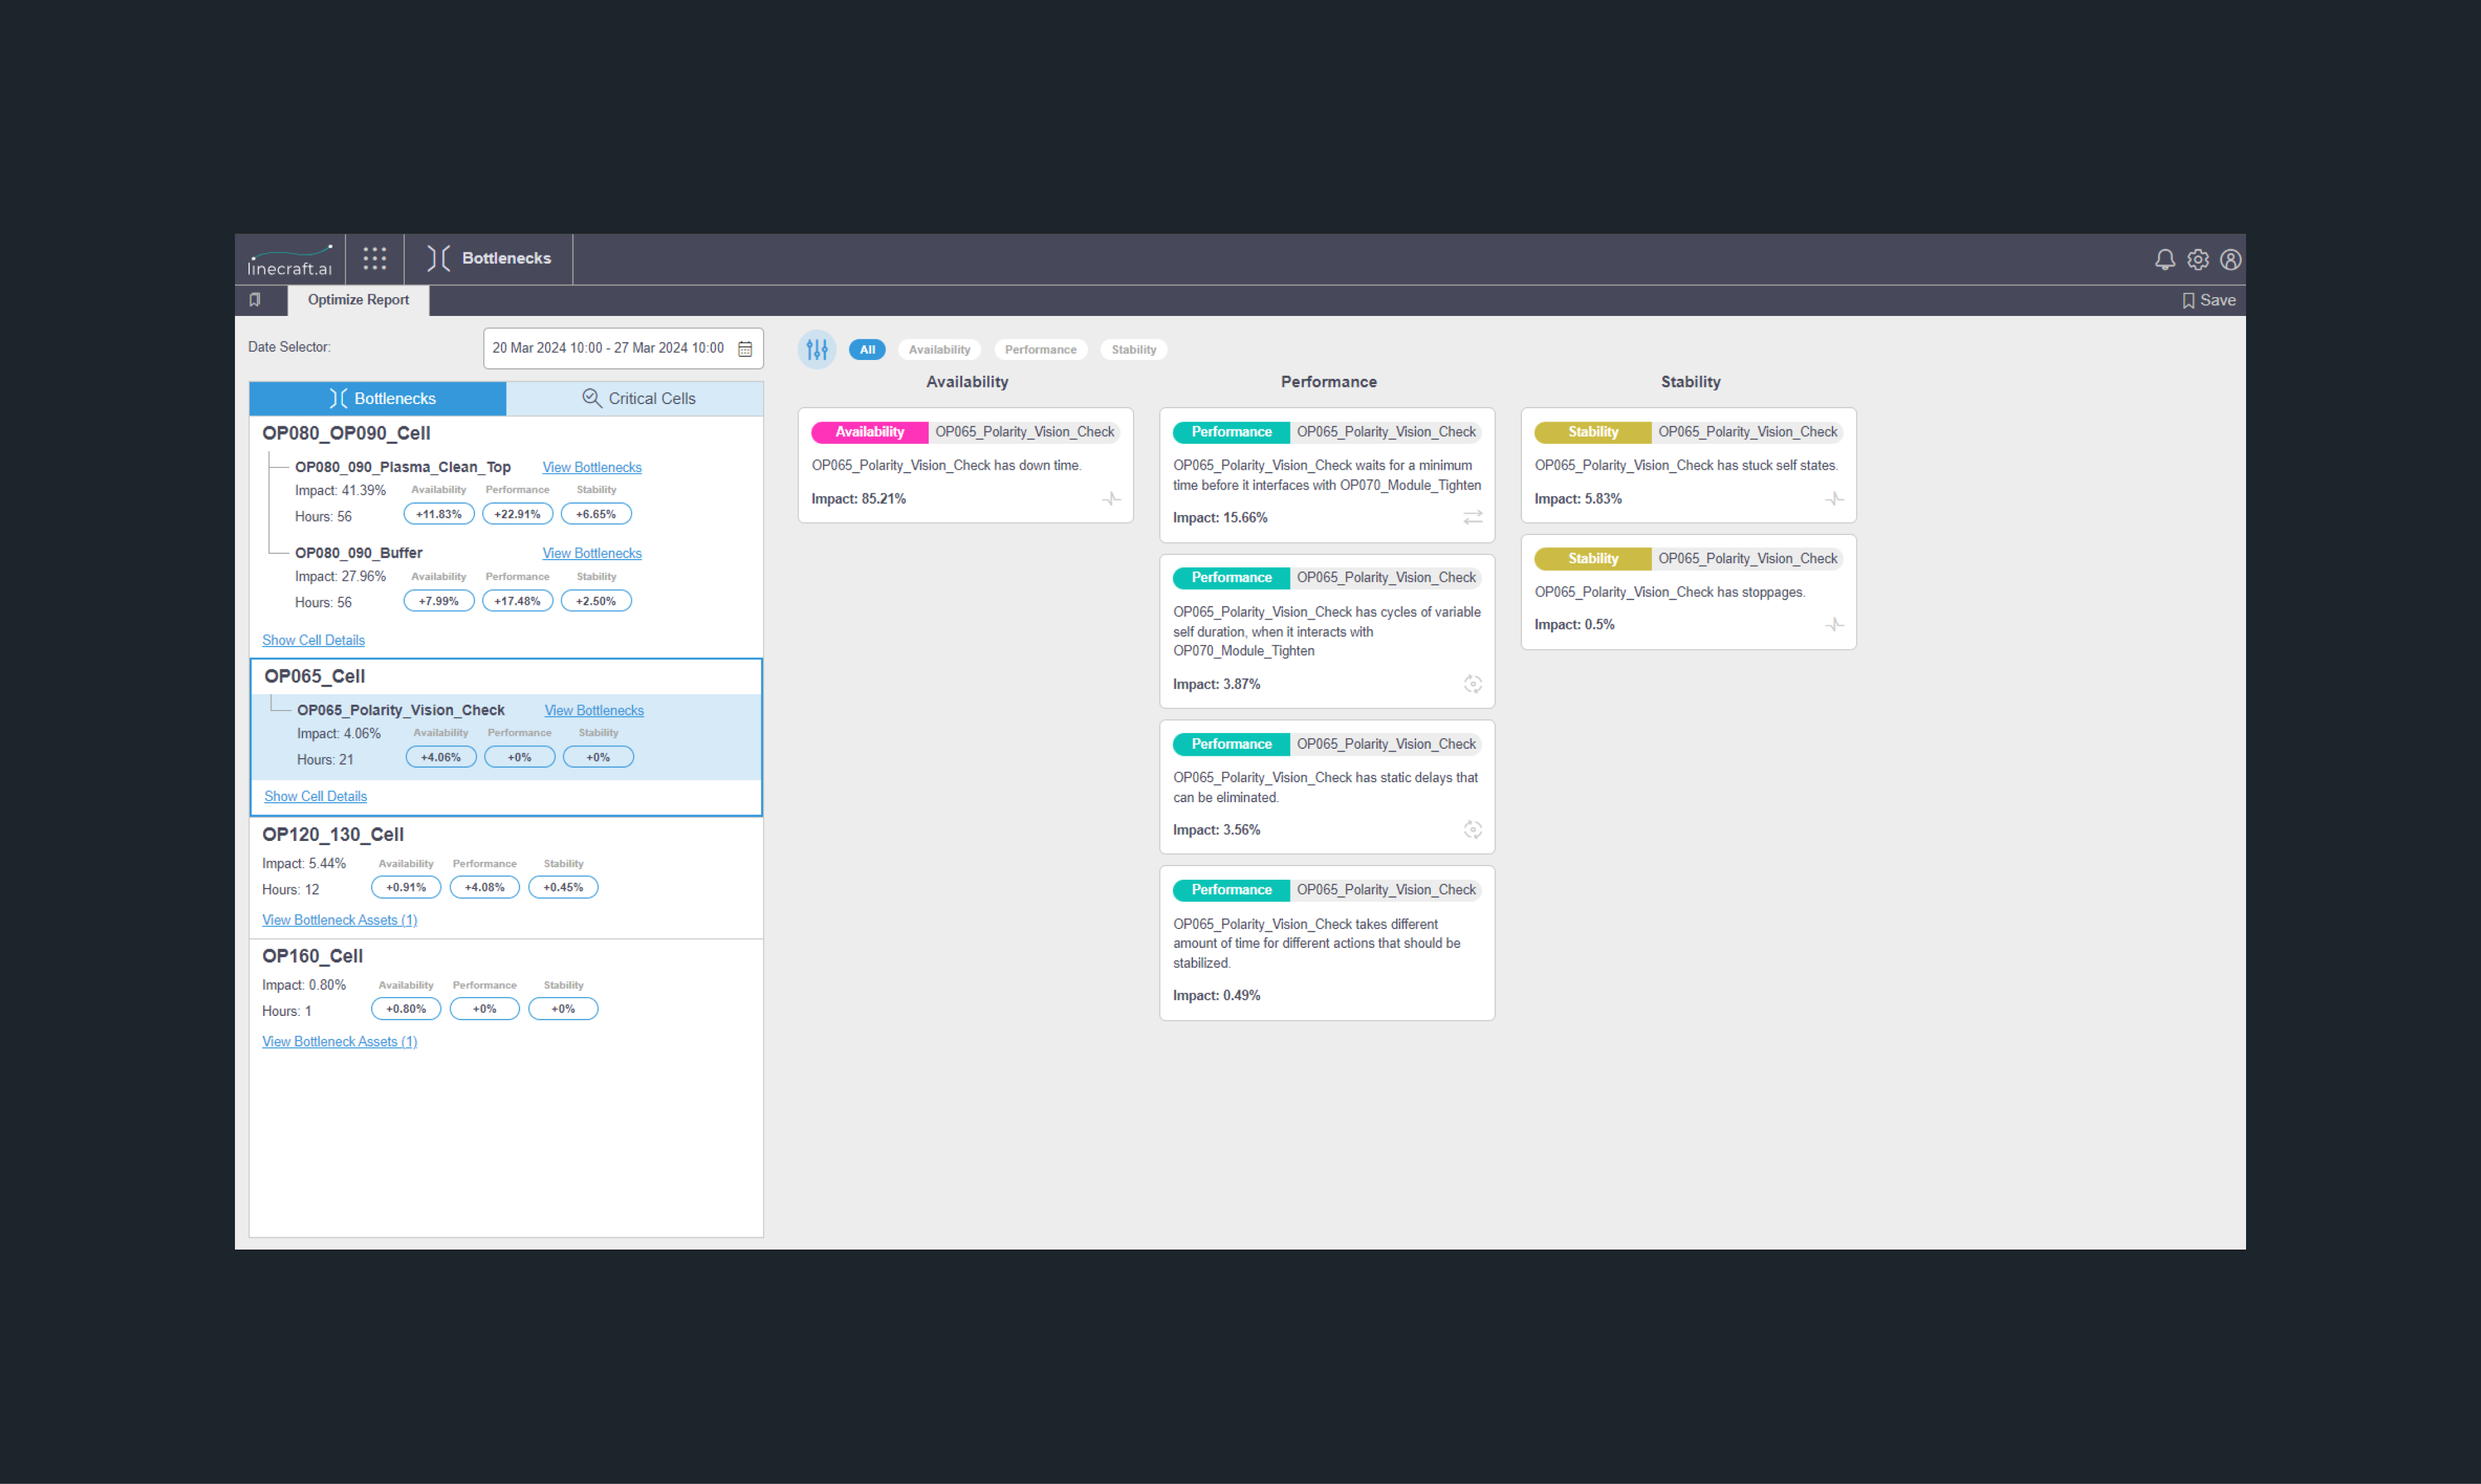 linecraft.ai
Bottlenecks
Optimize Report
Save
Date Selector:
20 Mar 2024 10:00 - 27 Mar 2024 10:00
Bottlenecks
Critical Cells
OP080_OP090_Cell
OP080_090_Plasma_Clean_Top View Bottlenecks
Impact: 41.39% Availability Performance Stability
Hours: 56 +11.83% +22.91% +6.65%
OP080_090_Buffer View Bottlenecks
Impact: 27.96% Availability Performance Stability
Hours: 56 +7.99% +17.48% +2.50%
Show Cell Details
OP065_Cell
OP065_Polarity_Vision_Check View Bottlenecks
Impact: 4.06% Availability Performance Stability
Hours: 21 +4.06% +0% +0%
Show Cell Details
OP120_130_Cell
Impact: 5.44% Availability Performance Stability
Hours: 12 +0.91% +4.08% +0.45%
View Bottleneck Assets (1)
OP160_Cell
Impact: 0.80% Availability Performance Stability
Hours: 1 +0.80% +0% +0%
View Bottleneck Assets (1)
All Availability Performance Stability
Availability
Availability OP065_Polarity_Vision_Check
OP065_Polarity_Vision_Check has down time.
Impact: 85.21%
Performance
Performance OP065_Polarity_Vision_Check
OP065_Polarity_Vision_Check waits for a minimum
time before it interfaces with OP070_Module_Tighten
Impact: 15.66%
Performance OP065_Polarity_Vision_Check
OP065_Polarity_Vision_Check has cycles of variable
self duration, when it interacts with
OP070_Module_Tighten
Impact: 3.87%
Performance OP065_Polarity_Vision_Check
OP065_Polarity_Vision_Check has static delays that
can be eliminated.
Impact: 3.56%
Performance OP065_Polarity_Vision_Check
OP065_Polarity_Vision_Check takes different
amount of time for different actions that should be
stabilized.
Impact: 0.49%
Stability
Stability OP065_Polarity_Vision_Check
OP065_Polarity_Vision_Check has stuck self states.
Impact: 5.83%
Stability OP065_Polarity_Vision_Check
OP065_Polarity_Vision_Check has stoppages.
Impact: 0.5%